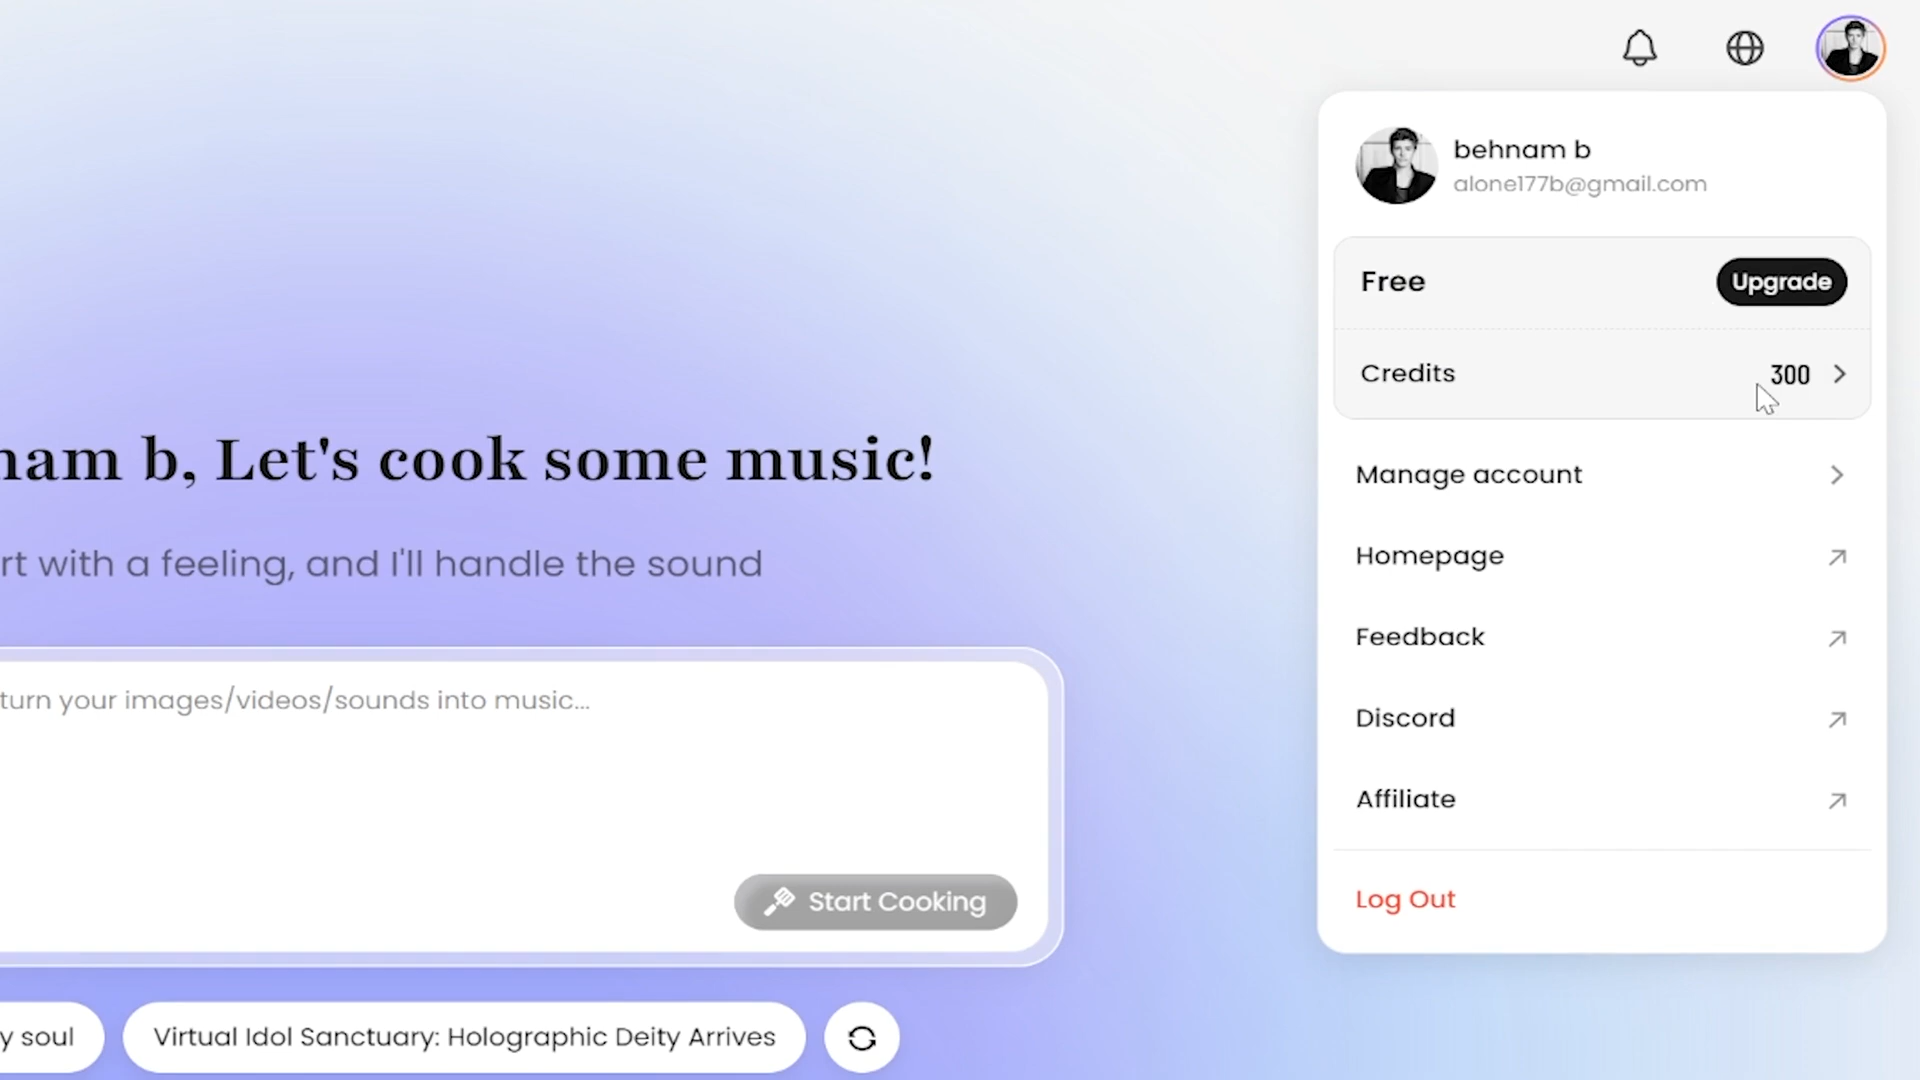 behnam b
alone177b@gmail.com
Free
Upgrade
Credits
300
Manage account
Homepage
Feedback
Discord
Affiliate
Log Out
nam b, Let's cook some music!
rt with a feeling, and I'll handle the sound
turn your images/videos/sounds into music...
Start Cooking
y soul
Virtual Idol Sanctuary: Holographic Deity Arrives